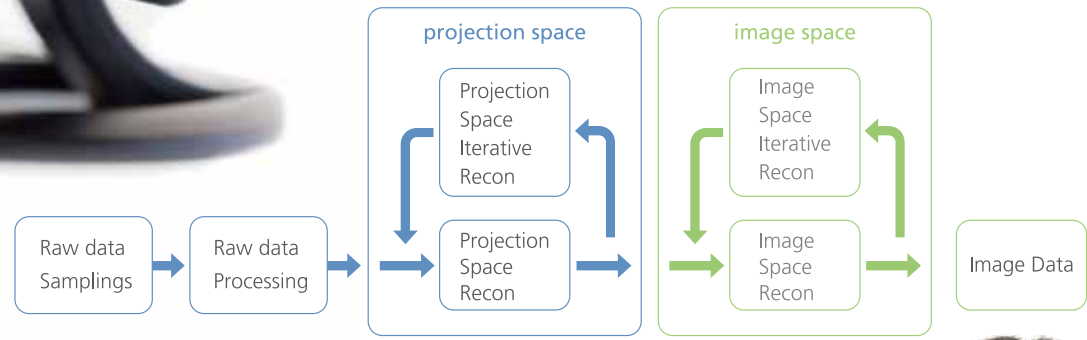 projection space
image space
Projection
Space
Iterative
Recon
Image
Space
Iterative
Recon
Raw data
Samplings
Raw data
Processing
Projection
Space
Recon
Image
Space
Recon
Image Data